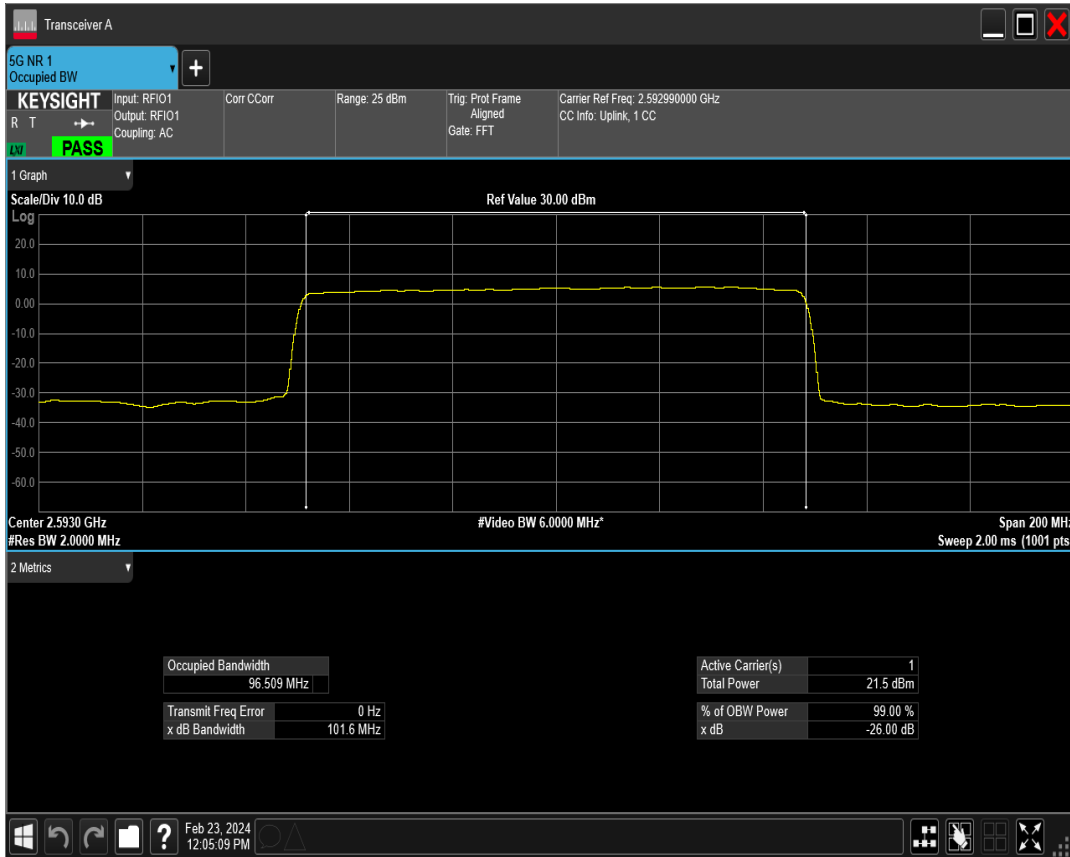 Transceiver A
5G NR 1
Occupied BW
+
KEYSIGHT
R T
LXI
PASS
Input: RFIO1
Output: RFIO1
Coupling: AC
Corr CCorr
Range: 25 dBm
Trig: Prot Frame
Aligned
Gate: FFT
Carrier Ref Freq: 2.592990000 GHz
CC Info: Uplink, 1 CC
1 Graph
Scale/Div 10.0 dB
Ref Value 30.00 dBm
Log
20.0
10.0
0.00
-10.0
-20.0
-30.0
-40.0
-50.0
-60.0
Center 2.5930 GHz
#Video BW 6.0000 MHz*
Span 200 MHz
#Res BW 2.0000 MHz
Sweep 2.00 ms (1001 pts
2 Metrics
Occupied Bandwidth
96.509 MHz
Transmit Freq Error 0 Hz
x dB Bandwidth 101.6 MHz
Active Carrier(s) 1
Total Power 21.5 dBm
% of OBW Power 99.00 %
x dB -26.00 dB
?
Feb 23, 2024
12:05:09 PM